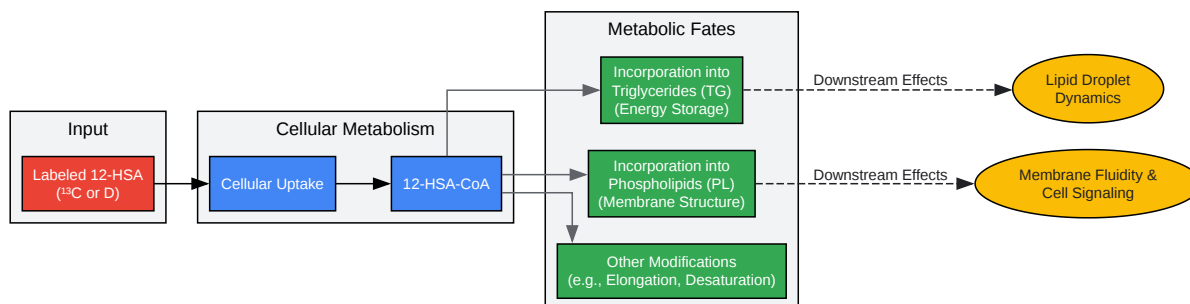 Input
Labeled 12-HSA
(¹³C or D)
Cellular Metabolism
Cellular Uptake
12-HSA-CoA
Metabolic Fates
Incorporation into
Triglycerides (TG)
(Energy Storage)
Incorporation into
Phospholipids (PL)
(Membrane Structure)
Other Modifications
(e.g., Elongation, Desaturation)
Downstream Effects
Lipid Droplet
Dynamics
Downstream Effects
Membrane Fluidity &
Cell Signaling